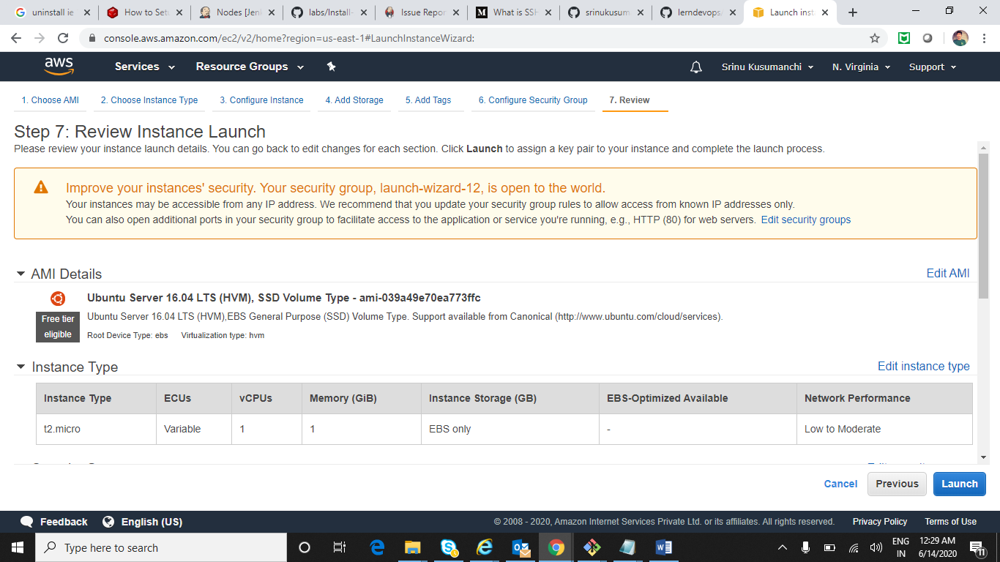 uninstall ie
How to Setu
Nodes [Jenk
labs/Install-
Issue Repor
What is SSH
srinukusum
lerndevops/
Launch inst
console.aws.amazon.com/ec2/v2/home?region=us-east-1#LaunchInstanceWizard:
aws
Services
Resource Groups
Srinu Kusumanchi
N. Virginia
Support
1. Choose AMI
2. Choose Instance Type
3. Configure Instance
4. Add Storage
5. Add Tags
6. Configure Security Group
7. Review
Step 7: Review Instance Launch
Please review your instance launch details. You can go back to edit changes for each section. Click Launch to assign a key pair to your instance and complete the launch process.
Improve your instances' security. Your security group, launch-wizard-12, is open to the world.
Your instances may be accessible from any IP address. We recommend that you update your security group rules to allow access from known IP addresses only.
You can also open additional ports in your security group to facilitate access to the application or service you're running, e.g., HTTP (80) for web servers. Edit security groups
AMI Details
Edit AMI
Ubuntu Server 16.04 LTS (HVM), SSD Volume Type - ami-039a49e70ea773ffc
Free tier
eligible
Ubuntu Server 16.04 LTS (HVM),EBS General Purpose (SSD) Volume Type. Support available from Canonical (http://www.ubuntu.com/cloud/services).
Root Device Type: ebs Virtualization type: hvm
Instance Type
Edit instance type
Instance Type ECUs vCPUs Memory (GiB) Instance Storage (GB) EBS-Optimized Available Network Performance
t2.micro Variable 1 1 EBS only - Low to Moderate
Cancel
Previous
Launch
Feedback
English (US)
© 2008 - 2020, Amazon Internet Services Private Ltd. or its affiliates. All rights reserved.
Privacy Policy
Terms of Use
Type here to search
ENG
IN
12:29 AM
6/14/2020
11